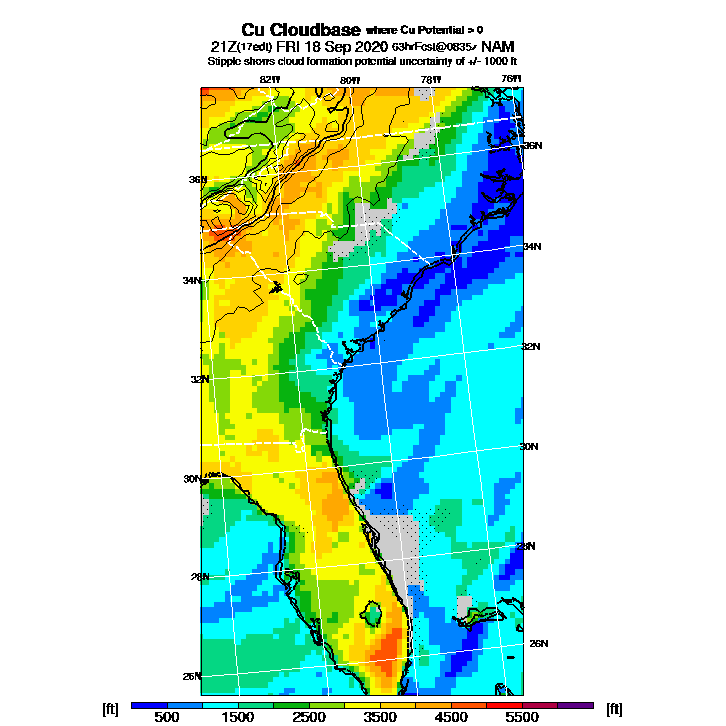 Cu Cloudbase where Cu Potential > 0
21Z(17edt) FRI 18 Sep 2020 63hrFcst@0835z NAM
Stipple shows cloud formation potential uncertainty of +/- 1000 ft
82W 80W 78W 76W
36N
36N
34N
34N
32N
32N
30N
30N
28N
28N
26N
26N
[ft] 500 1500 2500 3500 4500 5500 [ft]